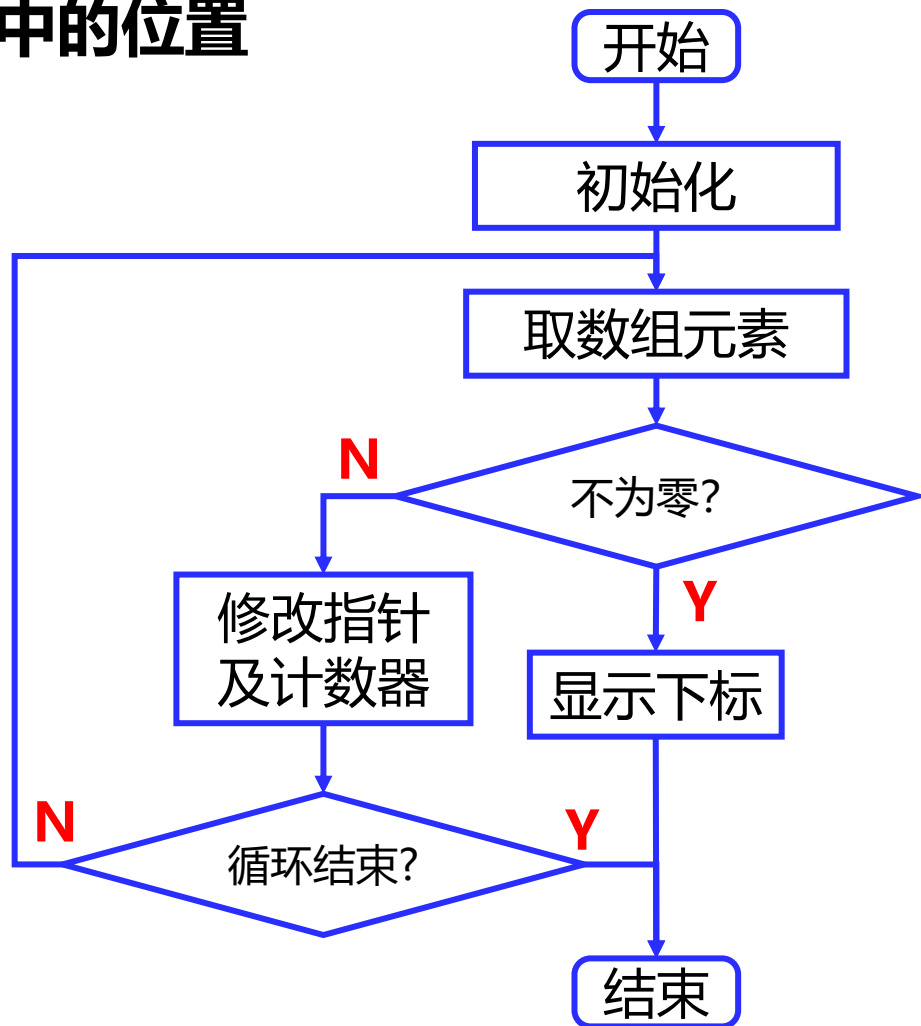 中的位置
开始
初始化
取数组元素
不为零?
N
Y
修改指针
及计数器
显示下标
N
循环结束?
Y
结束